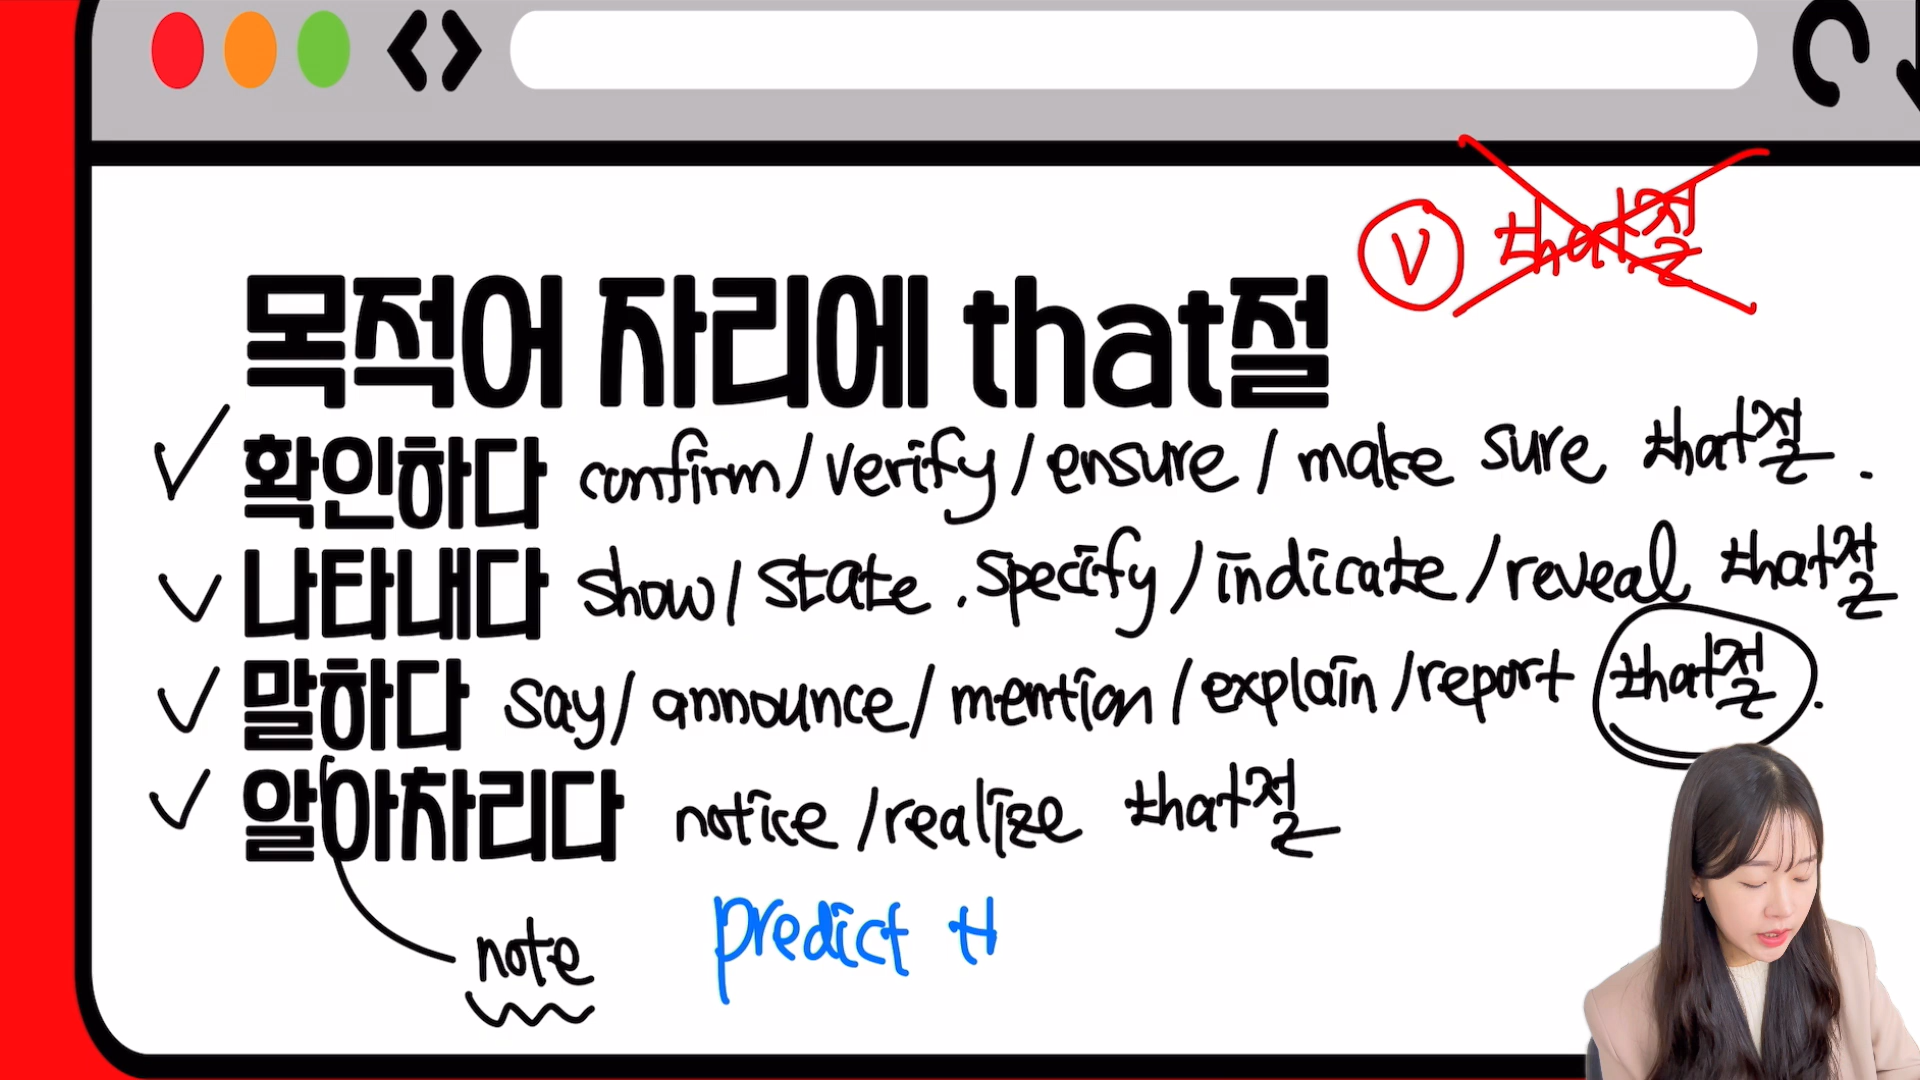 V that절
목적어 자리에 that절
확인하다 confirm/verify/ensure/make sure that절.
나타내다 show/state.specify/indicate/reveal that절
말하다 say/announce/mention/explain/report that절.
알아차리다 notice/realize that절
note predict th